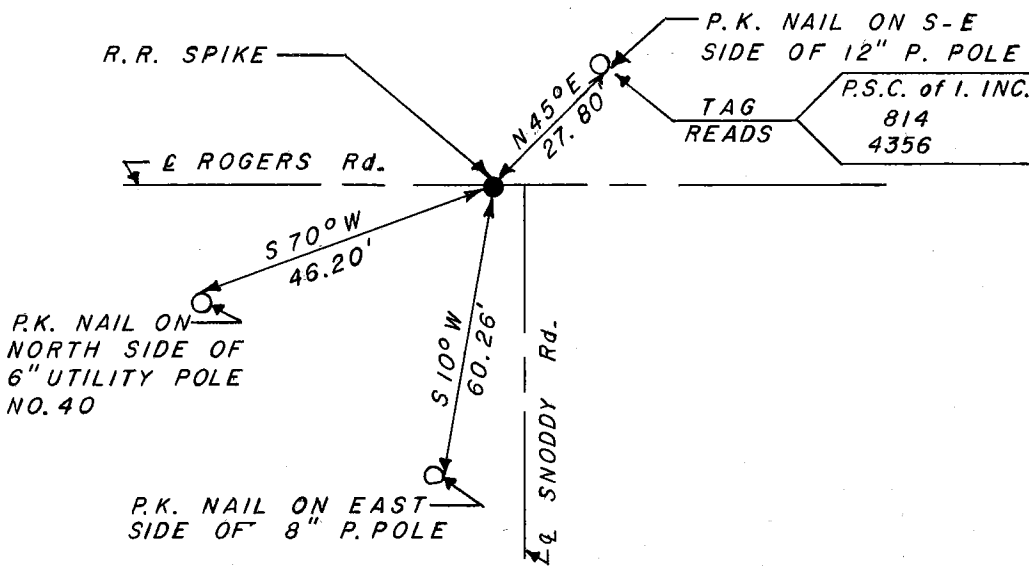 R.R. SPIKE
P.K. NAIL ON S-E
SIDE OF 12" P. POLE
TAG
READS
P.S.C. of I. INC.
814
4356
N 45° E
27.80'
℄ ROGERS Rd.
S 70° W
46.20'
P.K. NAIL ON
NORTH SIDE OF
6" UTILITY POLE
NO. 40
S 10° W
60.26'
℄ SNODDY Rd.
P.K. NAIL ON EAST
SIDE OF 8" P. POLE